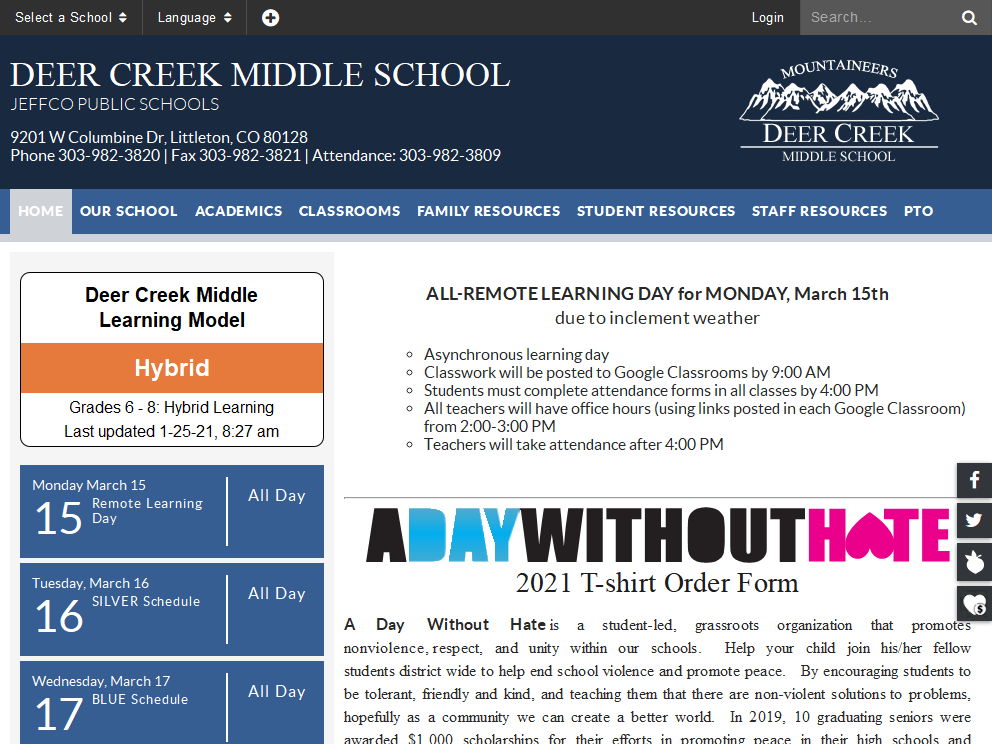 Select a School
Language
Login
Search...
DEER CREEK MIDDLE SCHOOL
JEFFCO PUBLIC SCHOOLS
9201 W Columbine Dr, Littleton, CO 80128
Phone 303-982-3820 | Fax 303-982-3821 | Attendance: 303-982-3809
MOUNTAINEERS
DEER CREEK
MIDDLE SCHOOL
HOME OUR SCHOOL ACADEMICS CLASSROOMS FAMILY RESOURCES STUDENT RESOURCES STAFF RESOURCES PTO
Deer Creek Middle
Learning Model
Hybrid
Grades 6 - 8: Hybrid Learning
Last updated 1-25-21, 8:27 am
Monday March 15
15
Remote Learning
Day
All Day
Tuesday, March 16
16
SILVER Schedule
All Day
Wednesday, March 17
17
BLUE Schedule
All Day
ALL-REMOTE LEARNING DAY for MONDAY, March 15th
due to inclement weather
Asynchronous learning day
Classwork will be posted to Google Classrooms by 9:00 AM
Students must complete attendance forms in all classes by 4:00 PM
All teachers will have office hours (using links posted in each Google Classroom)
from 2:00-3:00 PM
Teachers will take attendance after 4:00 PM
A DAY WITHOUT HATE
2021 T-shirt Order Form
A Day Without Hate is a student-led, grassroots organization that promotes
nonviolence, respect, and unity within our schools. Help your child join his/her fellow
students district wide to help end school violence and promote peace. By encouraging students to
be tolerant, friendly and kind, and teaching them that there are non-violent solutions to problems,
hopefully as a community we can create a better world. In 2019, 10 graduating seniors were
awarded $1,000 scholarships for their efforts in promoting peace in their high schools and